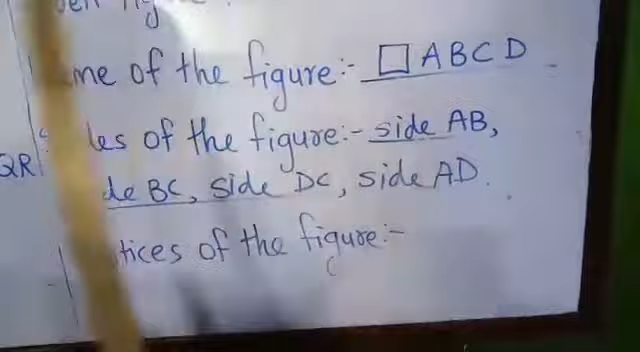 me of the figure:- □ ABCD
QR les of the figure:- side AB,
de BC, side DC, side AD.
tices of the figure:-